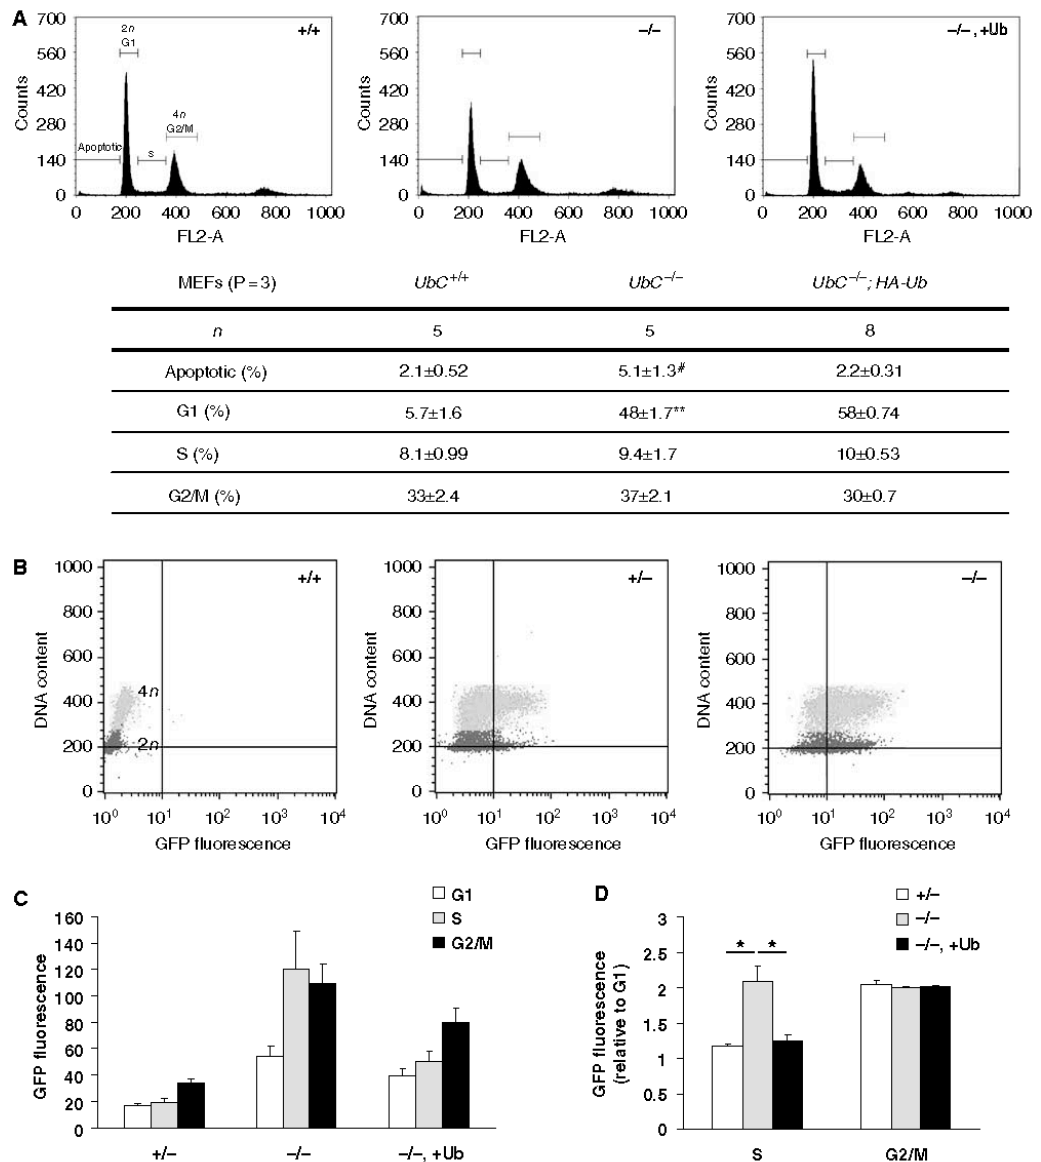 A
700 560 420 280 140 0
Counts
2n
G1
+/+
4n
G2/M
Apoptotic
S
0 200 400 600 800 1000
FL2-A
700 560 420 280 140 0
Counts
–/–
0 200 400 600 800 1000
FL2-A
700 560 420 280 140 0
Counts
–/–, +Ub
0 200 400 600 800 1000
FL2-A
MEFs (P = 3) UbC+/+ UbC–/– UbC–/–; HA-Ub
n 5 5 8
Apoptotic (%) 2.1±0.52 5.1±1.3# 2.2±0.31
G1 (%) 5.7±1.6 48±1.7** 58±0.74
S (%) 8.1±0.99 9.4±1.7 10±0.53
G2/M (%) 33±2.4 37±2.1 30±0.7
B
1000 800 600 400 200 0
DNA content
+/+
4n
2n
10^0 10^1 10^2 10^3 10^4
GFP fluorescence
1000 800 600 400 200 0
DNA content
+/–
10^0 10^1 10^2 10^3 10^4
GFP fluorescence
1000 800 600 400 200 0
DNA content
–/–
10^0 10^1 10^2 10^3 10^4
GFP fluorescence
C
G1
S
G2/M
160 140 120 100 80 60 40 20 0
GFP fluorescence
+/– –/– –/–, +Ub
D
+/–
–/–
–/–, +Ub
3 2.5 2 1.5 1 0.5 0
GFP fluorescence
(relative to G1)
* *
S G2/M